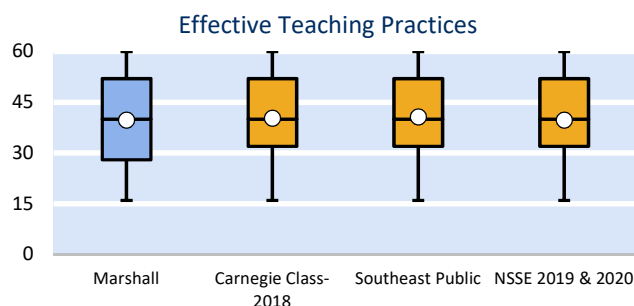 Effective Teaching Practices
60
45
30
15
0
Marshall
Carnegie Class-
2018
Southeast Public
NSSE 2019 & 2020